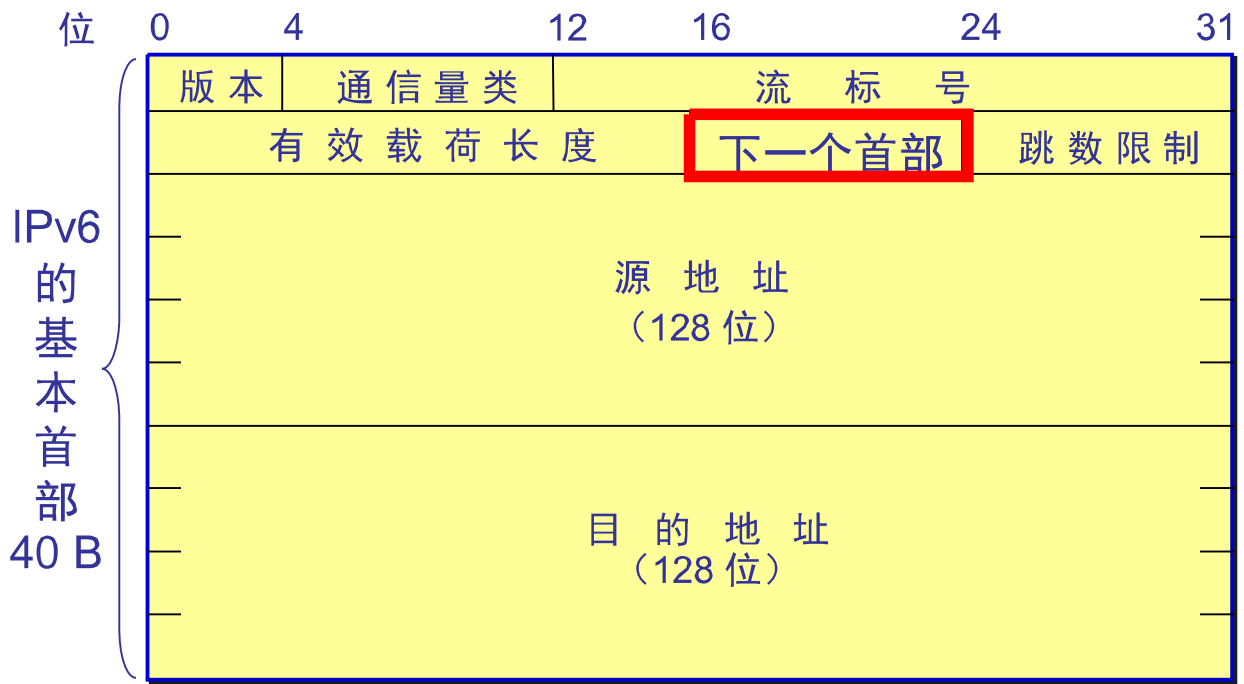 位 0 4 12 16 24 31
版本 通信量类 流标号
有效载荷长度 下一个首部 跳数限制
IPv6
的
基
本
首
部
40 B
源地址
（128 位）
目的地址
（128 位）